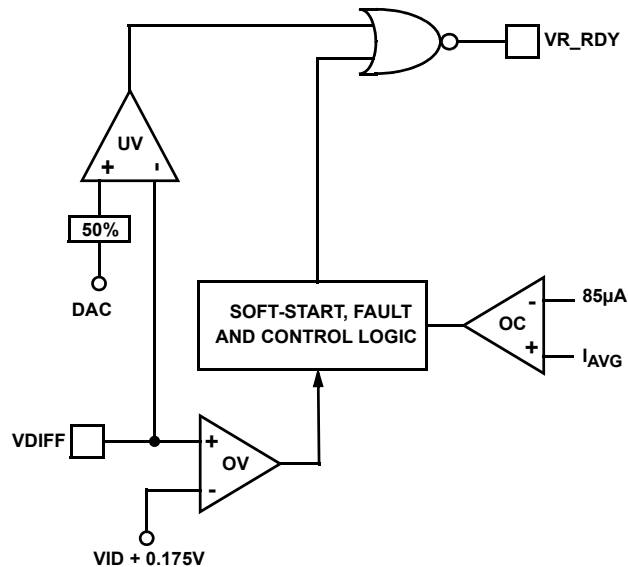 VR_RDY
UV
+ -
50%
DAC
SOFT-START, FAULT
AND CONTROL LOGIC
- 85µA
OC
+ IAVG
VDIFF
+
OV
-
VID + 0.175V